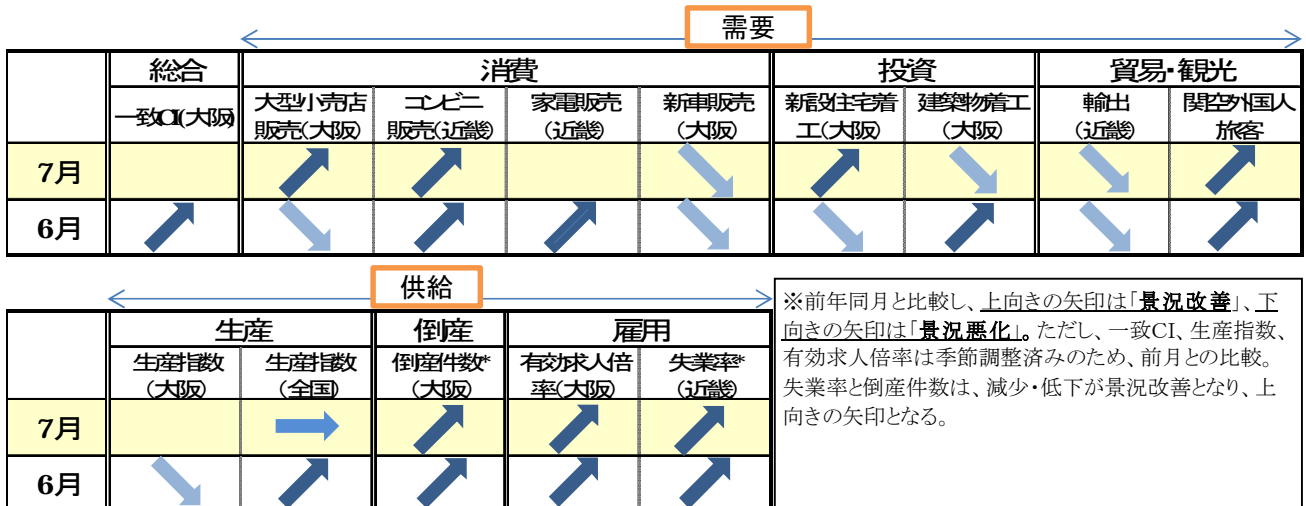 需要
総合 消費 投資 貿易・観光
一致CI(大阪) 大型小売店 コンビニ 家電販売 新車販売 新設住宅着 建築物着工 輸出 関空外国人
販売(大阪) 販売(近畿) (近畿) (大阪) 工(大阪) (大阪) (近畿) 旅客
7月
6月
供給
生産 倒産 雇用
生産指数 生産指数 倒産件数* 有効求人倍 失業率*
(大阪) (全国) (大阪) 率(大阪) (近畿)
7月
6月
※前年同月と比較し、上向きの矢印は「景況改善」、下
向きの矢印は「景況悪化」。ただし、一致CI、生産指数、
有効求人倍率は季節調整済みのため、前月との比較。
失業率と倒産件数は、減少・低下が景況改善となり、上
向きの矢印となる。